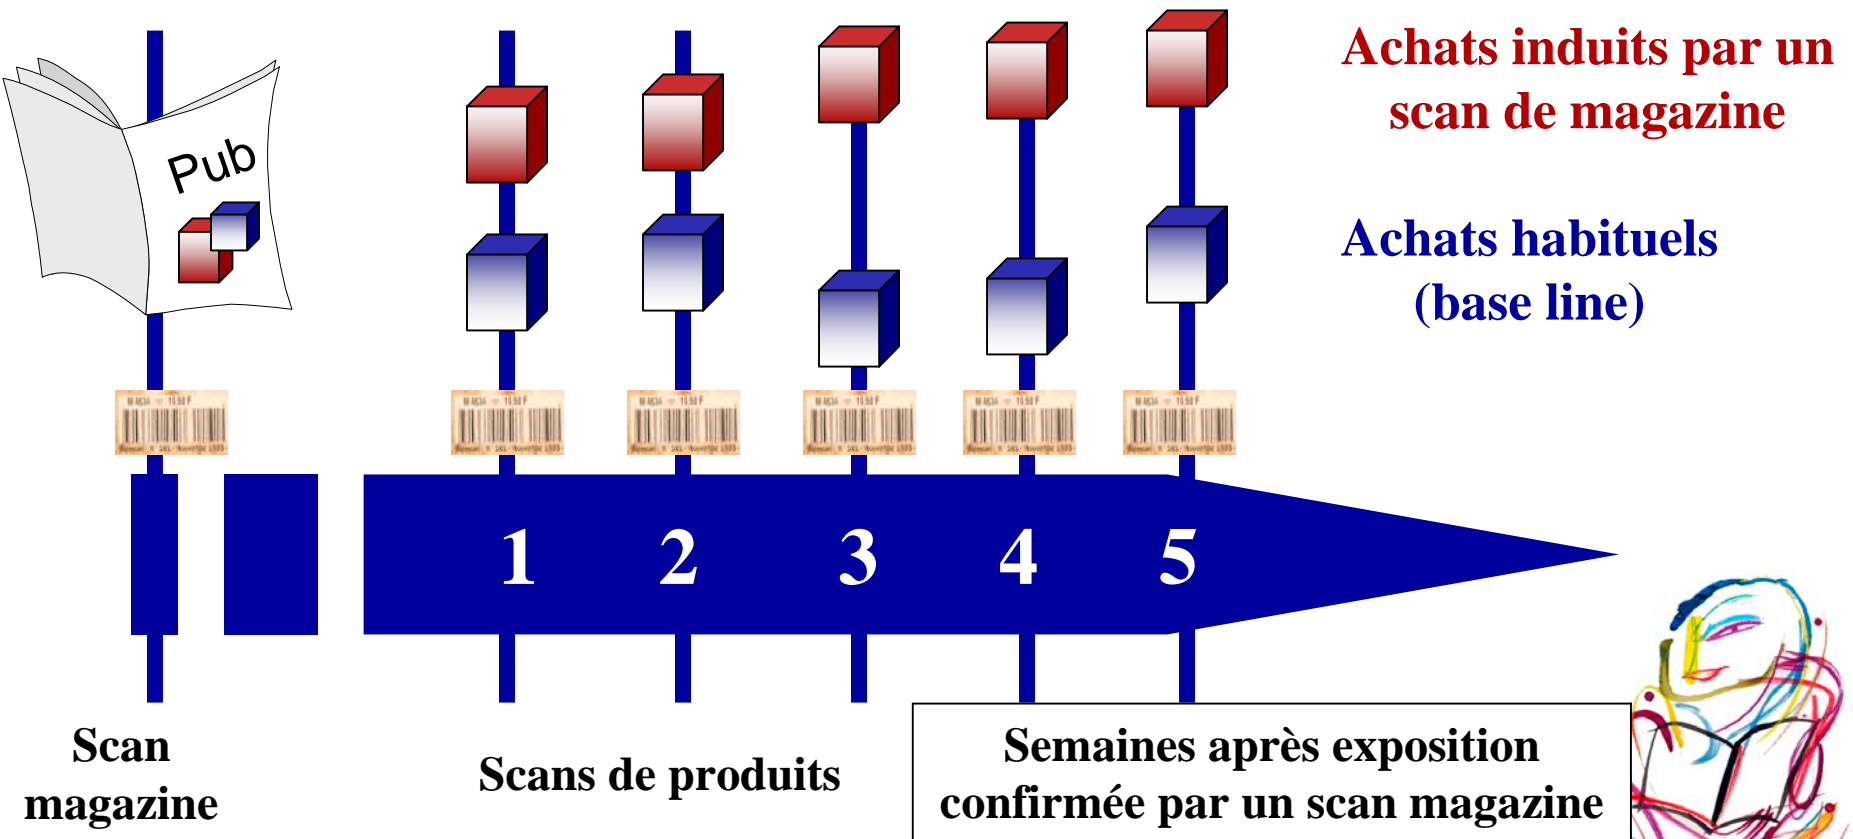 Achats induits par un
scan de magazine
Pub
Achats habituels
(base line)
1 2 3 4 5
Scan
magazine
Scans de produits
Semaines après exposition
confirmée par un scan magazine